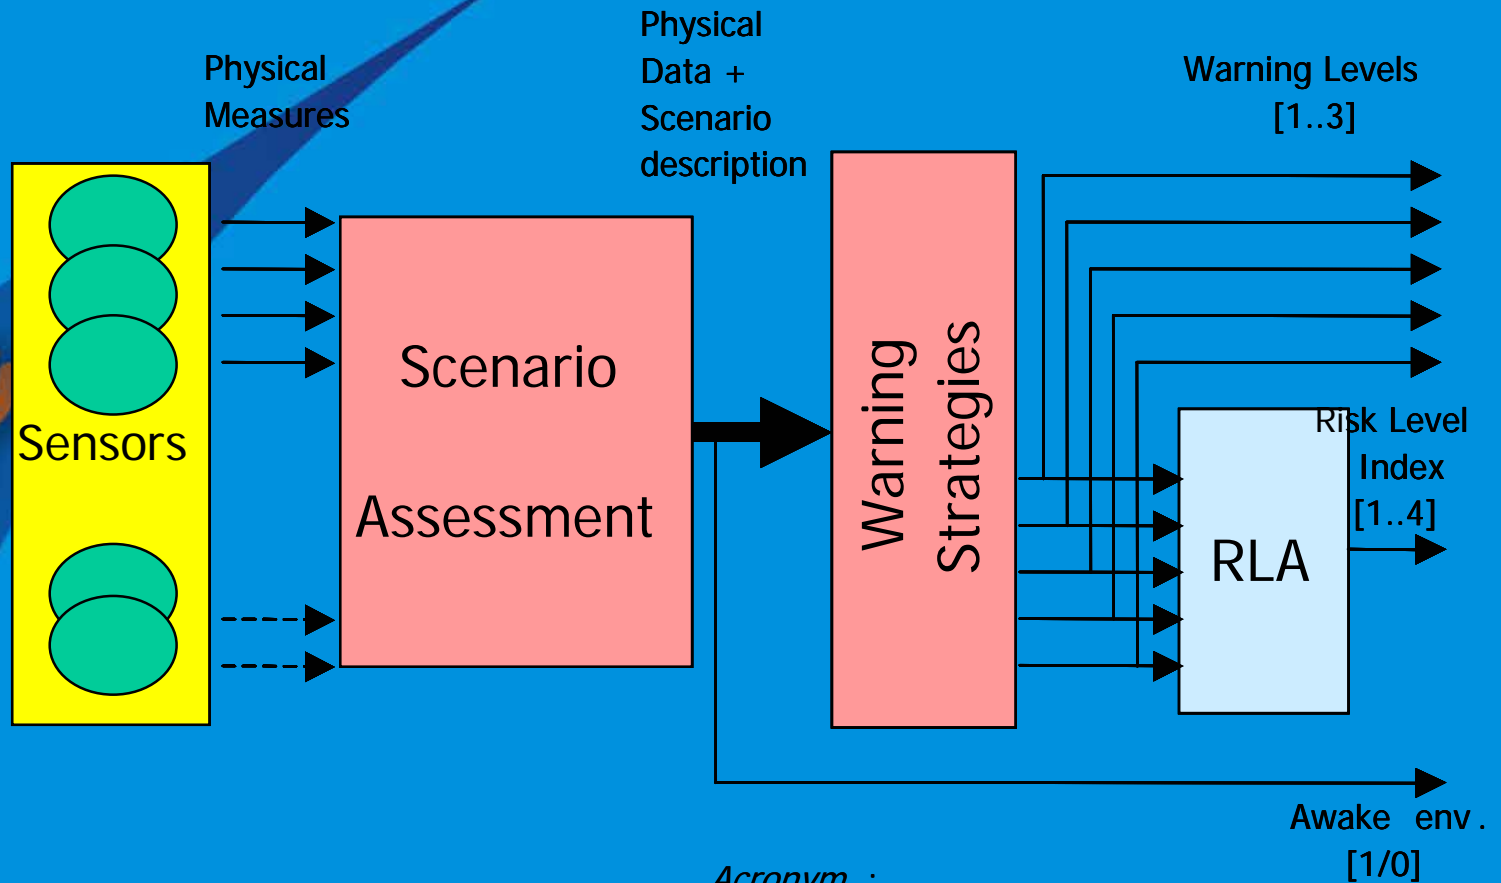 Physical
Measures
Physical
Data +
Scenario
description
Warning Levels
[1..3]
Sensors
Scenario
Assessment
Warning
Strategies
Risk Level
Index
[1..4]
RLA
Awake env.
[1/0]
Acronym :